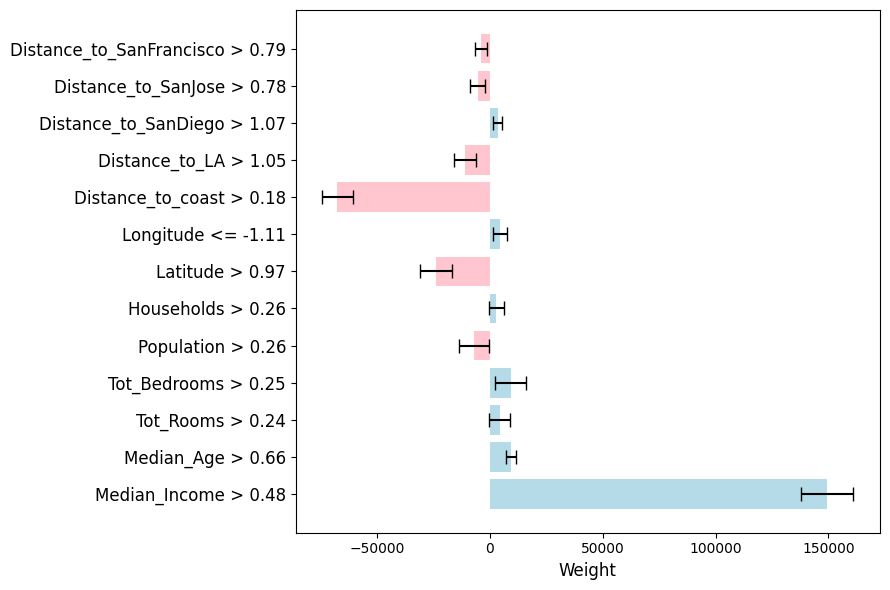 Distance_to_SanFrancisco > 0.79
Distance_to_SanJose > 0.78
Distance_to_SanDiego > 1.07
Distance_to_LA > 1.05
Distance_to_coast > 0.18
Longitude <= -1.11
Latitude > 0.97
Households > 0.26
Population > 0.26
Tot_Bedrooms > 0.25
Tot_Rooms > 0.24
Median_Age > 0.66
Median_Income > 0.48
−50000 0 50000 100000 150000
Weight